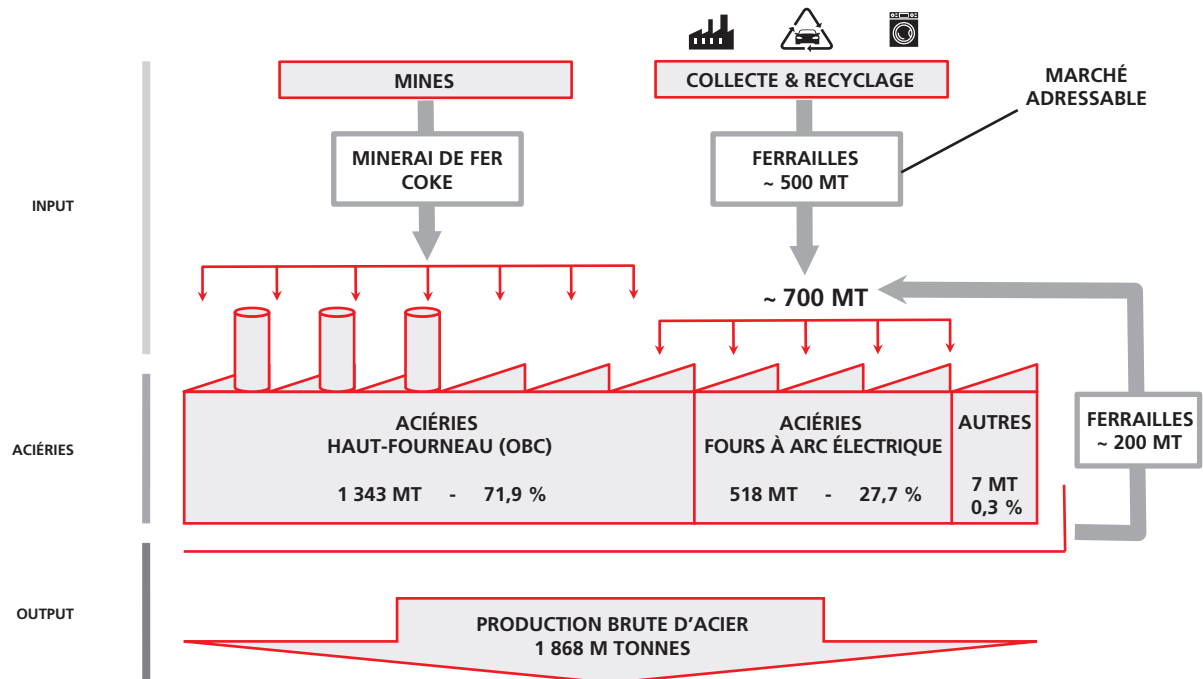 MINES
COLLECTE & RECYCLAGE
MARCHÉ
ADRESSABLE
MINERAI DE FER
COKE
FERRAILLES
~ 500 MT
INPUT
~ 700 MT
ACIÉRIES
ACIÉRIES
HAUT-FOURNEAU (OBC)
1 343 MT - 71,9 %
ACIÉRIES
FOURS À ARC ÉLECTRIQUE
518 MT - 27,7 %
AUTRES
7 MT
0,3 %
FERRAILLES
~ 200 MT
OUTPUT
PRODUCTION BRUTE D'ACIER
1 868 M TONNES